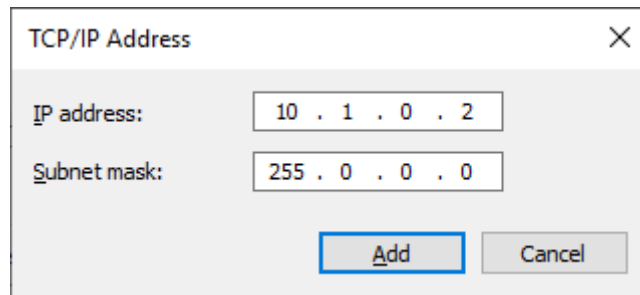 TCP/IP Address
IP address: 10 . 1 . 0 . 2
Subnet mask: 255 . 0 . 0 . 0
Add Cancel